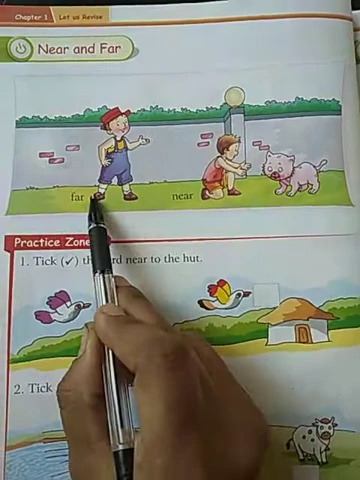 Chapter 1 Let us Revise
Near and Far
far near
Practice Zone
1. Tick (✓) th rd near to the hut.
2. Tick